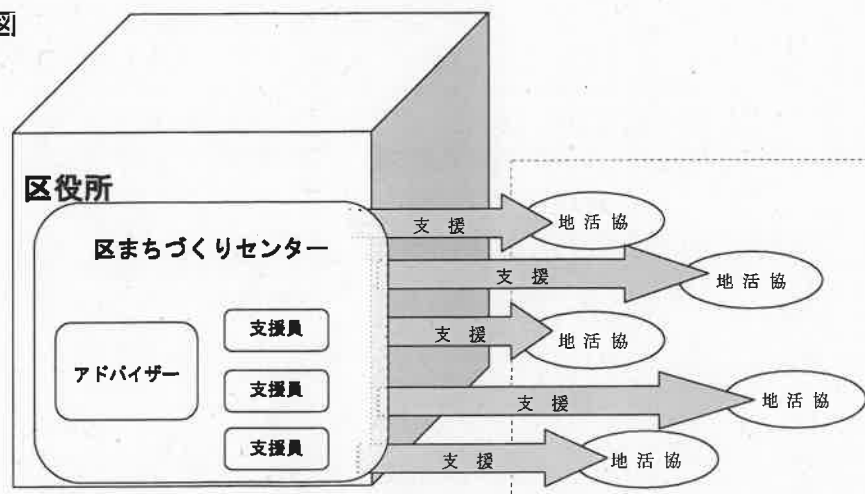 図
区役所
区まちづくりセンター
アドバイザー
支援員
支援員
支援員
支 援
地 活 協
支 援
地 活 協
支 援
地 活 協
支 援
地 活 協
支 援
地 活 協